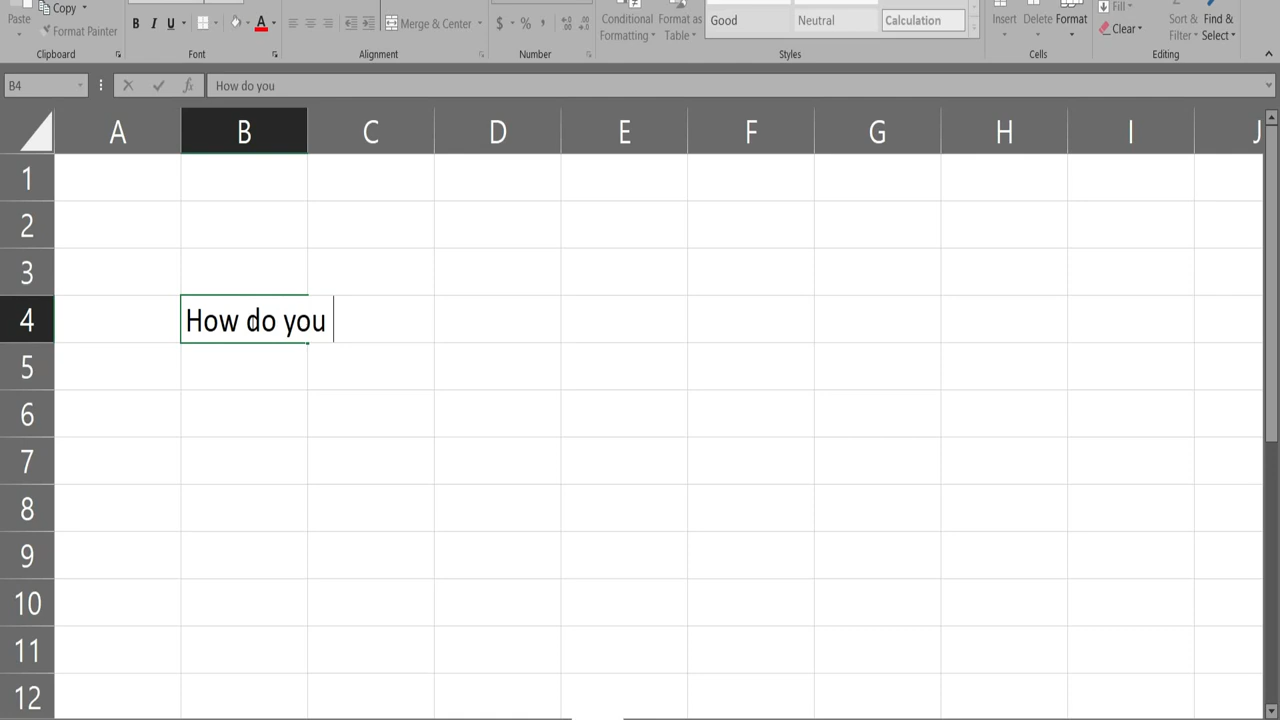 Paste
Copy
Format Painter
Clipboard
B I U A
Font
Merge & Center
Alignment
$ % ,
Number
Conditional Formatting
Format as Table
Good
Neutral
Calculation
Styles
Insert
Delete
Format
Cells
Fill
Clear
Sort & Filter
Find & Select
Editing
B4
fx
How do you
A B C D E F G H I J
1
2
3
4 How do you
5
6
7
8
9
10
11
12